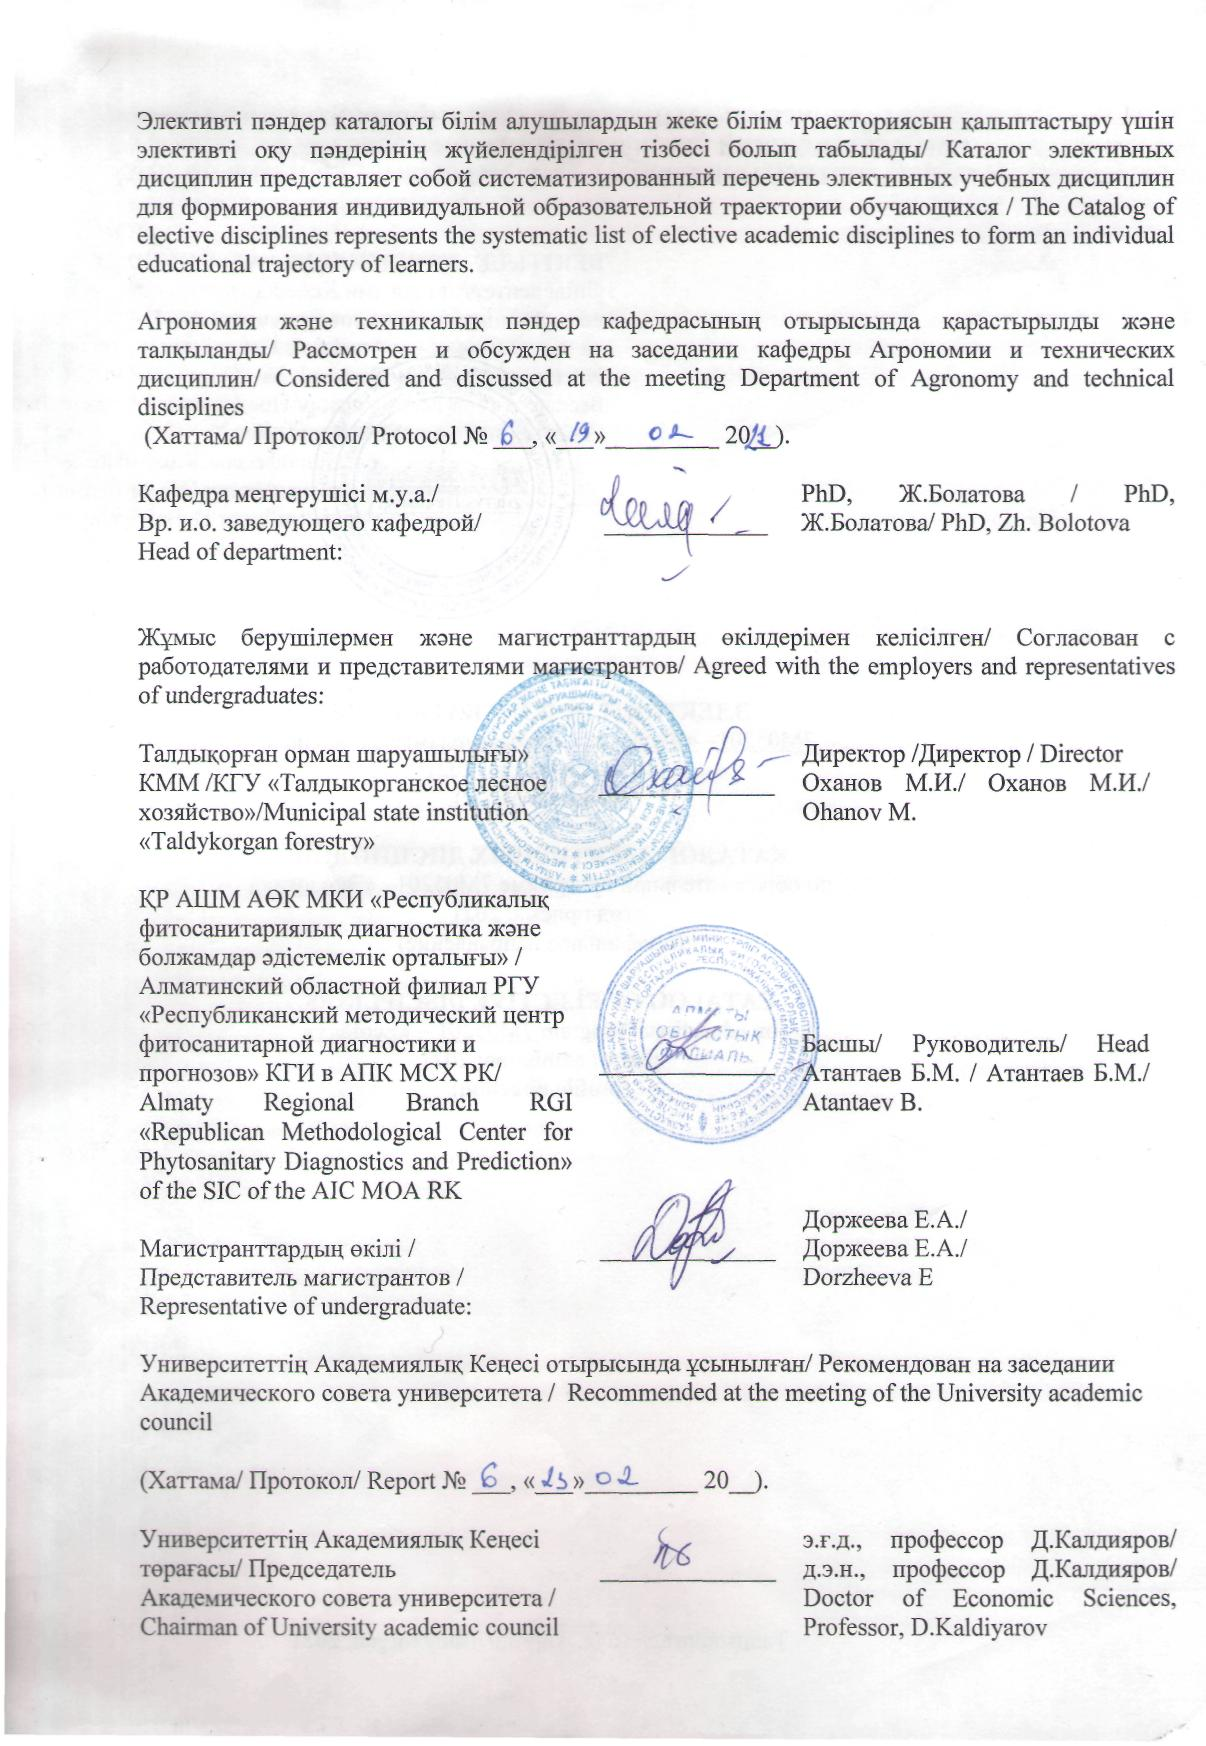 Элективті пәндер каталогы білім алушылардын жеке білім траекториясын қалыптастыру үшін
элективті оқу пәндерінің жүйелендірілген тізбесі болып табылады/ Каталог элективных
дисциплин представляет собой систематизированный перечень элективных учебных дисциплин
для формирования индивидуальной образовательной траектории обучающихся / The Catalog of
elective disciplines represents the systematic list of elective academic disciplines to form an individual
educational trajectory of learners.
Агрономия және техникалық пәндер кафедрасының отырысында қарастырылды және
талқыланды/ Рассмотрен и обсужден на заседании кафедры Агрономии и технических
дисциплин/ Considered and discussed at the meeting Department of Agronomy and technical
disciplines
(Хаттама/ Протокол/ Protocol № 6, «19» 02 2021).
Кафедра меңгерушісі м.у.а./
Вр. и.о. заведующего кафедрой/
Head of department:
PhD, Ж.Болатова / PhD,
Ж.Болатова/ PhD, Zh. Bolotova
Жұмыс берушілермен және магистранттардың өкілдерімен келісілген/ Согласован с
работодателями и представителями магистрантов/ Agreed with the employers and representatives
of undergraduates:
Талдықорған орман шаруашылығы»
КММ /КГУ «Талдыкорганское лесное
хозяйство»/Municipal state institution
«Taldykorgan forestry»
Директор /Директор / Director
Оханов М.И./ Оханов М.И./
Ohanov M.
ҚР АШМ АӨК МКИ «Республикалық
фитосанитариялық диагностика және
болжамдар әдістемелік орталығы» /
Алматинский областной филиал РГУ
«Республиканский методический центр
фитосанитарной диагностики и
прогнозов» КГИ в АПК МСХ РК/
Almaty Regional Branch RGI
«Republican Methodological Center for
Phytosanitary Diagnostics and Prediction»
of the SIC of the AIC MOA RK
АЛМАТЫ
ОБЛЫСТЫҚ
ФИЛИАЛЫ
Басшы/ Руководитель/ Head
Атантаев Б.М. / Атантаев Б.М./
Atantaev B.
Магистранттардың өкілі /
Представитель магистрантов /
Representative of undergraduate:
Доржеева Е.А./
Доржеева Е.А./
Dorzheeva E
Университеттің Академиялық Кеңесі отырысында ұсынылған/ Рекомендован на заседании
Академического совета университета / Recommended at the meeting of the University academic
council
(Хаттама/ Протокол/ Report № 6, «23» 02 20__).
Университеттің Академиялық Кеңесі
төрағасы/ Председатель
Академического совета университета /
Chairman of University academic council
э.ғ.д., профессор Д.Калдияров/
д.э.н., профессор Д.Калдияров/
Doctor of Economic Sciences,
Professor, D.Kaldiyarov